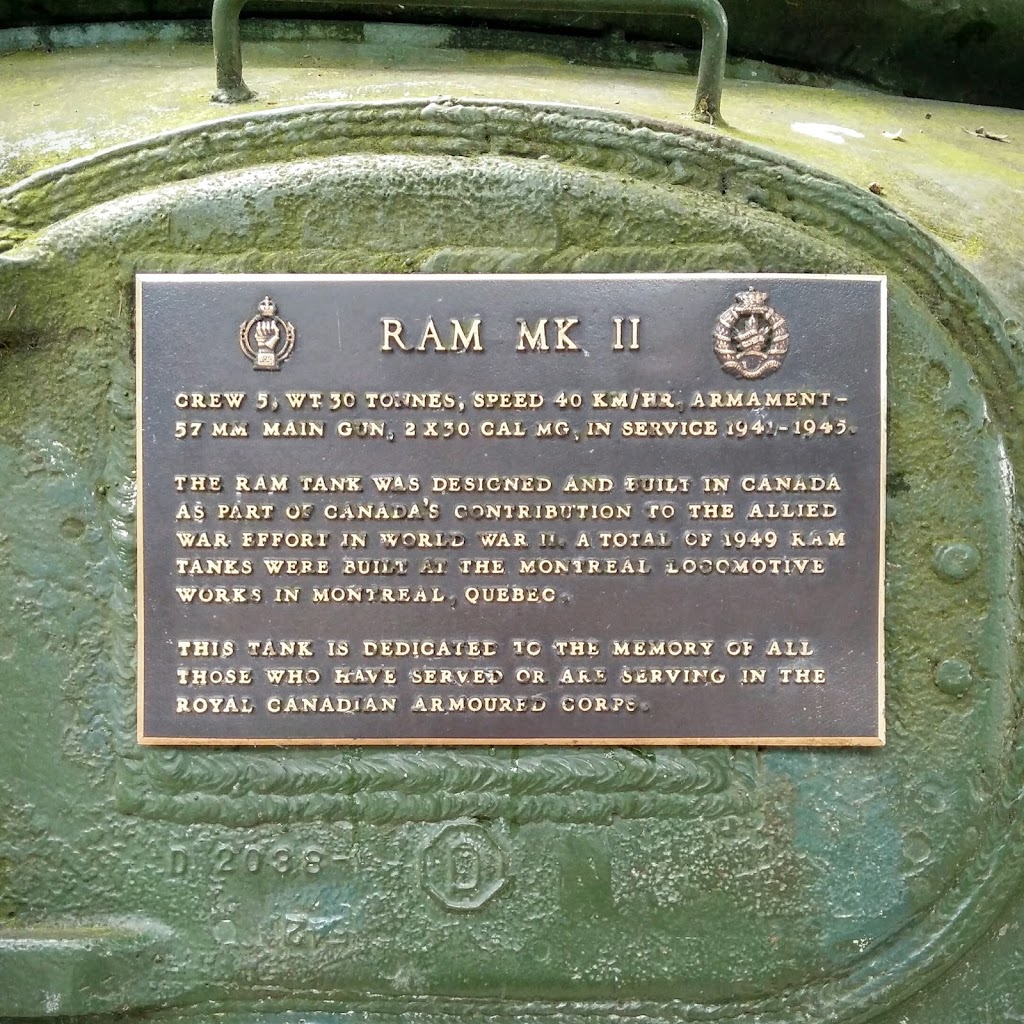 RAM MK II
CREW 5, WT 30 TONNES, SPEED 40 KM/HR, ARMAMENT-
57 MM MAIN GUN, 2 X 30 CAL MG, IN SERVICE 1941-1945.
THE RAM TANK WAS DESIGNED AND BUILT IN CANADA
AS PART OF CANADA'S CONTRIBUTION TO THE ALLIED
WAR EFFORT IN WORLD WAR II. A TOTAL OF 1949 RAM
TANKS WERE BUILT AT THE MONTREAL LOCOMOTIVE
WORKS IN MONTREAL, QUEBEC.
THIS TANK IS DEDICATED TO THE MEMORY OF ALL
THOSE WHO HAVE SERVED OR ARE SERVING IN THE
ROYAL CANADIAN ARMOURED CORPS.
D 2038-
D